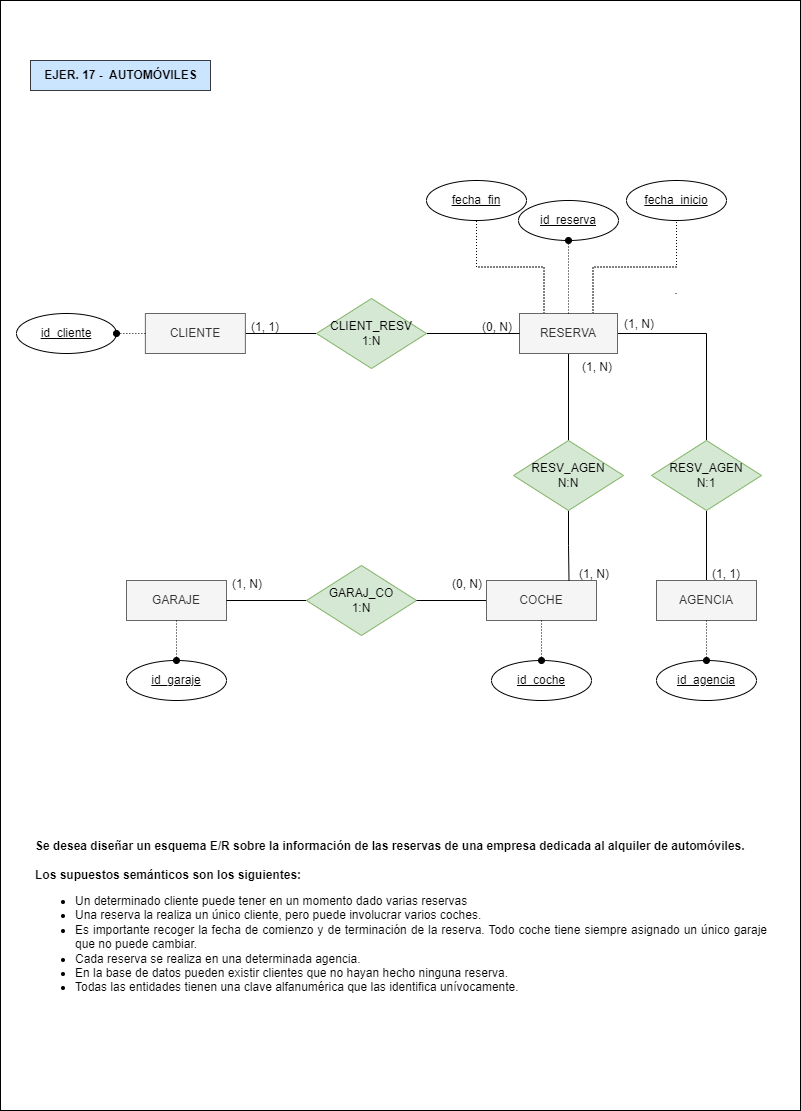 EJER. 17 - AUTOMÓVILES
fecha_fin
id_reserva
fecha_inicio
id_cliente
CLIENTE
(1, 1)
CLIENT_RESV
1:N
(0, N)
RESERVA
(1, N)
(1, N)
RESV_AGEN
N:N
RESV_AGEN
N:1
(1, N)
(1, 1)
GARAJE
(1, N)
GARAJ_CO
1:N
(0, N)
COCHE
AGENCIA
id_garaje
id_coche
id_agencia
Se desea diseñar un esquema E/R sobre la información de las reservas de una empresa dedicada al alquiler de automóviles.
Los supuestos semánticos son los siguientes:
• Un determinado cliente puede tener en un momento dado varias reservas
• Una reserva la realiza un único cliente, pero puede involucrar varios coches.
• Es importante recoger la fecha de comienzo y de terminación de la reserva. Todo coche tiene siempre asignado un único garaje
que no puede cambiar.
• Cada reserva se realiza en una determinada agencia.
• En la base de datos pueden existir clientes que no hayan hecho ninguna reserva.
• Todas las entidades tienen una clave alfanumérica que las identifica unívocamente.